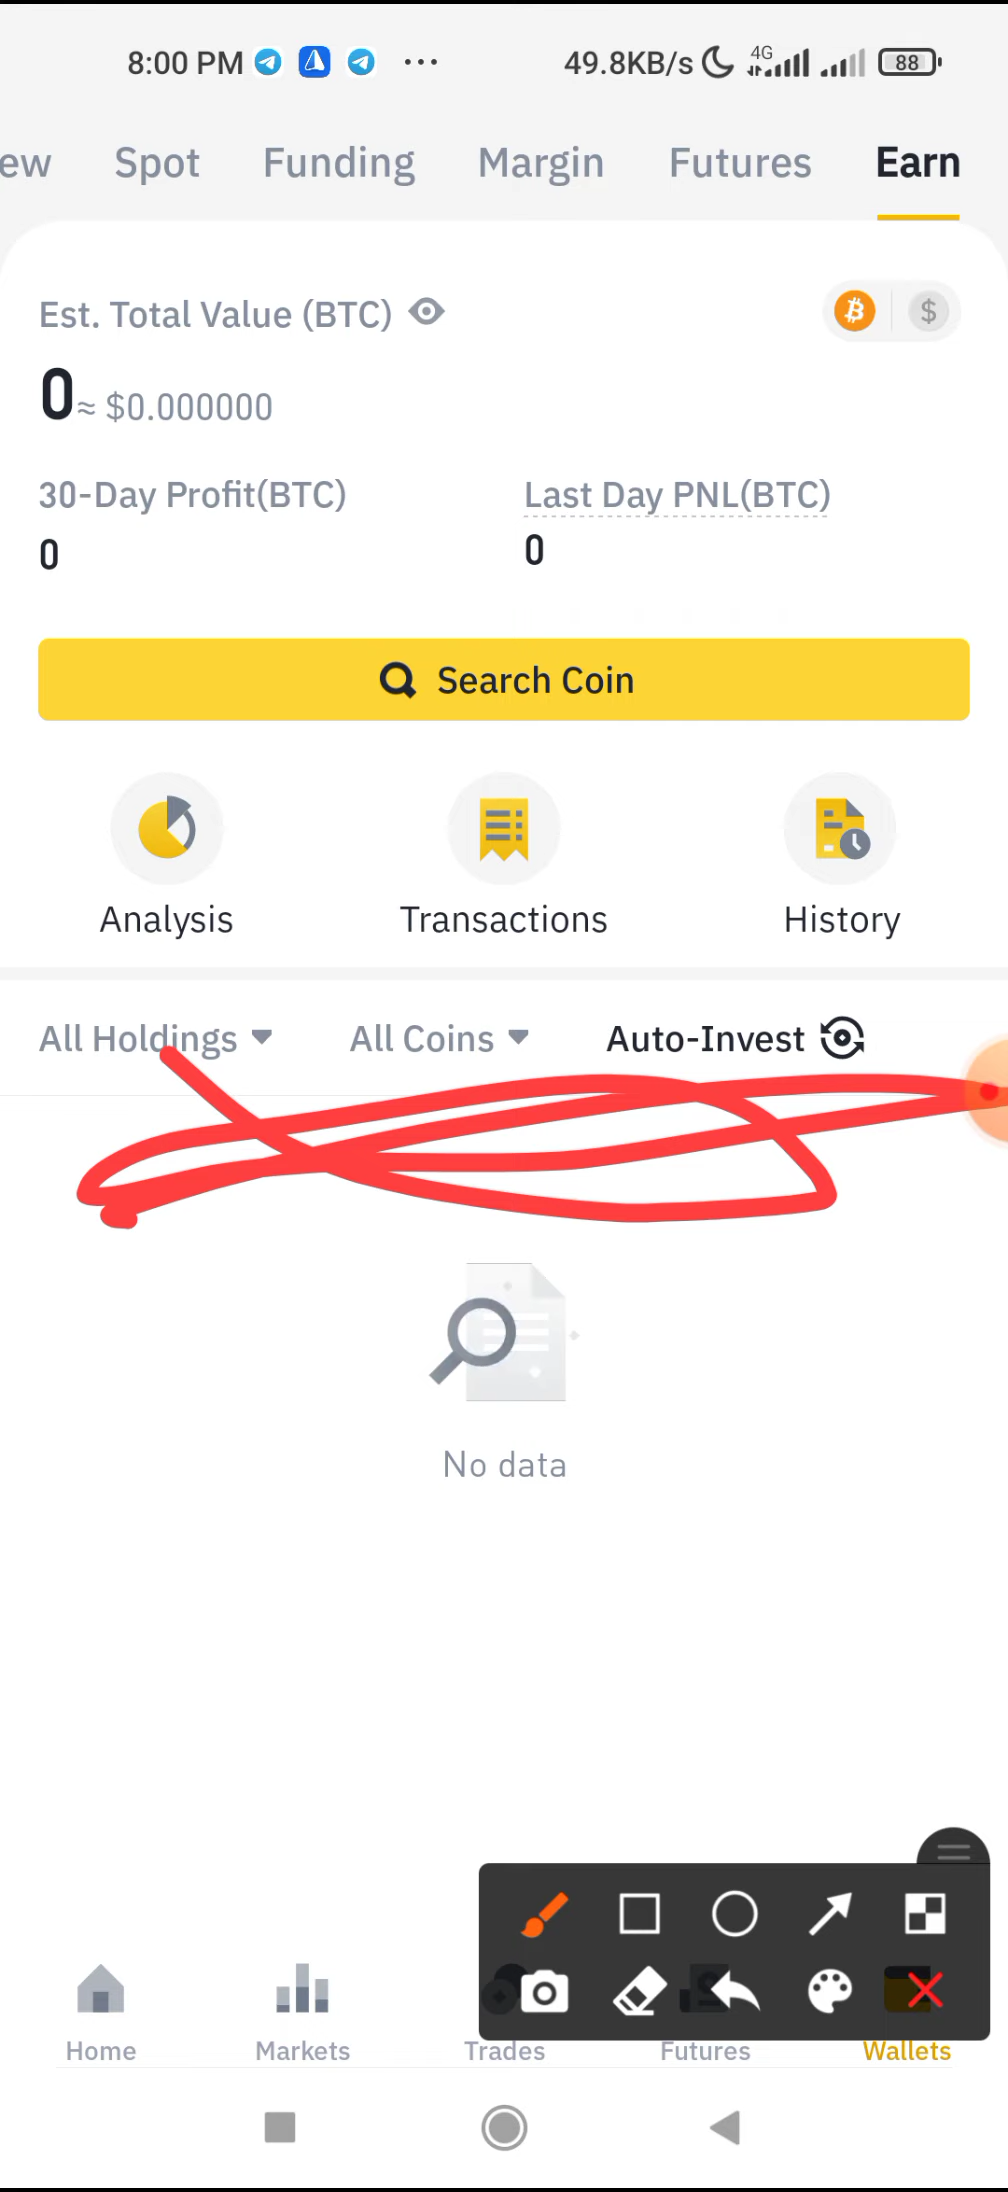 8:00 PM ... 49.8KB/s 4G 88
ew Spot Funding Margin Futures Earn
Est. Total Value (BTC) $
0 ≈ $0.000000
30-Day Profit(BTC) Last Day PNL(BTC)
0 0
Search Coin
Analysis Transactions History
All Holdings All Coins Auto-Invest
No data
Home Markets Trades Futures Wallets